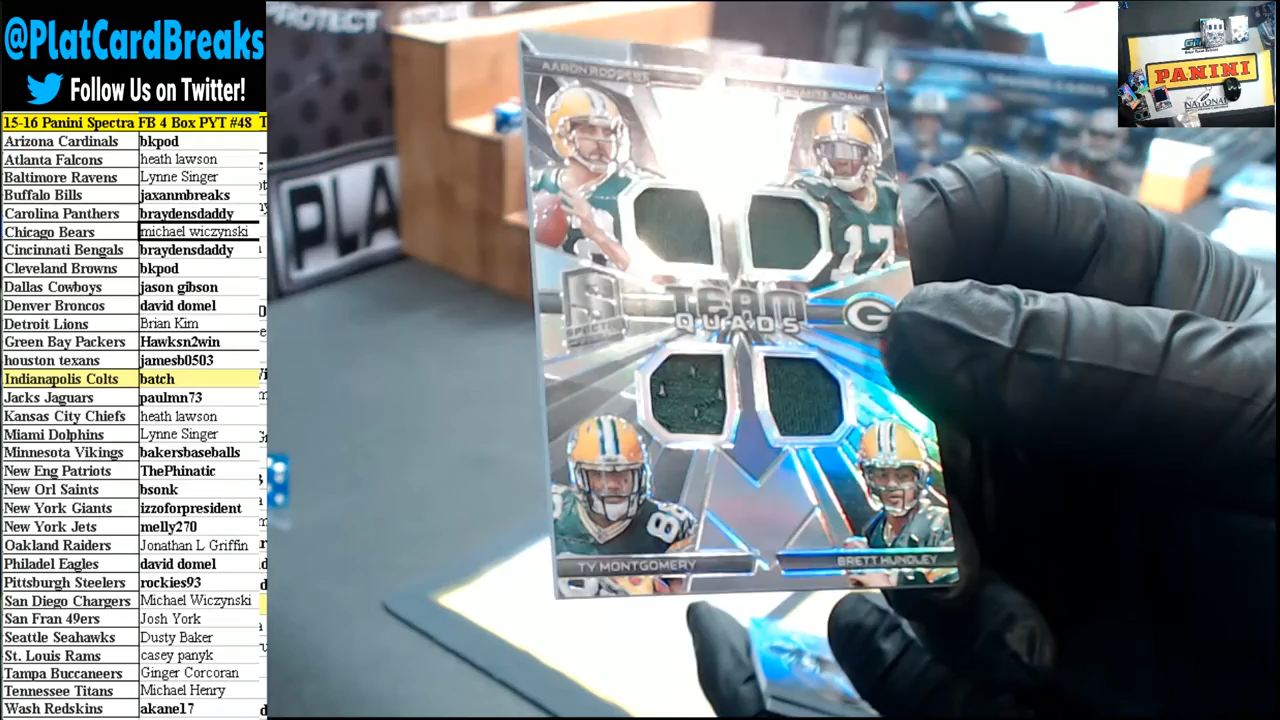 @PlatCardBreaks
Follow Us on Twitter!
15-16 Panini Spectra FB 4 Box PYT #48
Arizona Cardinals bkpod
Atlanta Falcons heath lawson
Baltimore Ravens Lynne Singer
Buffalo Bills jaxanmbreaks
Carolina Panthers braydensdaddy
Chicago Bears michael wiczynski
Cincinnati Bengals braydensdaddy
Cleveland Browns bkpod
Dallas Cowboys jason gibson
Denver Broncos david domel
Detroit Lions Brian Kim
Green Bay Packers Hawksn2win
houston texans jamesb0503
Indianapolis Colts batch
Jacks Jaguars paulmn73
Kansas City Chiefs heath lawson
Miami Dolphins Lynne Singer
Minnesota Vikings bakersbaseballs
New Eng Patriots ThePhinatic
New Orl Saints bsonk
New York Giants izzoforpresident
New York Jets melly270
Oakland Raiders Jonathan L Griffin
Philadel Eagles david domel
Pittsburgh Steelers rockies93
San Diego Chargers Michael Wiczynski
San Fran 49ers Josh York
Seattle Seahawks Dusty Baker
St. Louis Rams casey panyk
Tampa Buccaneers Ginger Corcoran
Tennessee Titans Michael Henry
Wash Redskins akane17
PROTECT
PLA
AARON RODGERS
DAVANTE ADAMS
17
SPECTRA
TEAM
QUADS
G
8
TY MONTGOMERY
BRETT HUNDLEY
PANINI
NATIONAL